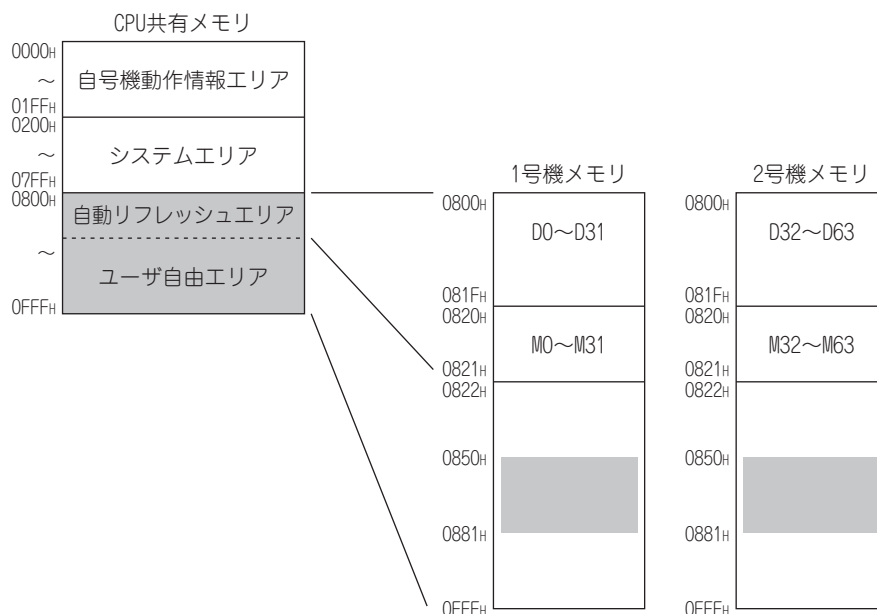 CPU共有メモリ
0000H
～
01FFH
自号機動作情報エリア
0200H
～
07FFH
システムエリア
0800H
～
0FFFH
自動リフレッシュエリア
ユーザ自由エリア
1号機メモリ
0800H
D0～D31
081FH
0820H
M0～M31
0821H
0822H
0850H
0881H
0FFFH
2号機メモリ
0800H
D32～D63
081FH
0820H
M32～M63
0821H
0822H
0850H
0881H
0FFFH